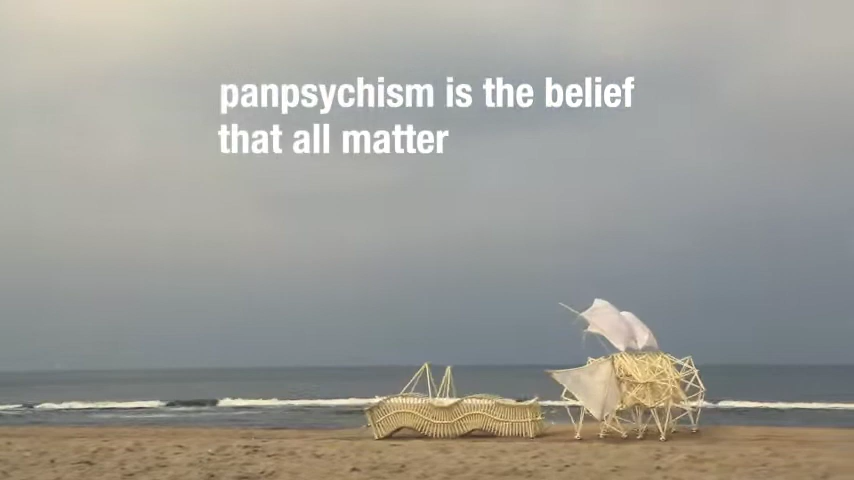 panpsychism is the belief
that all matter